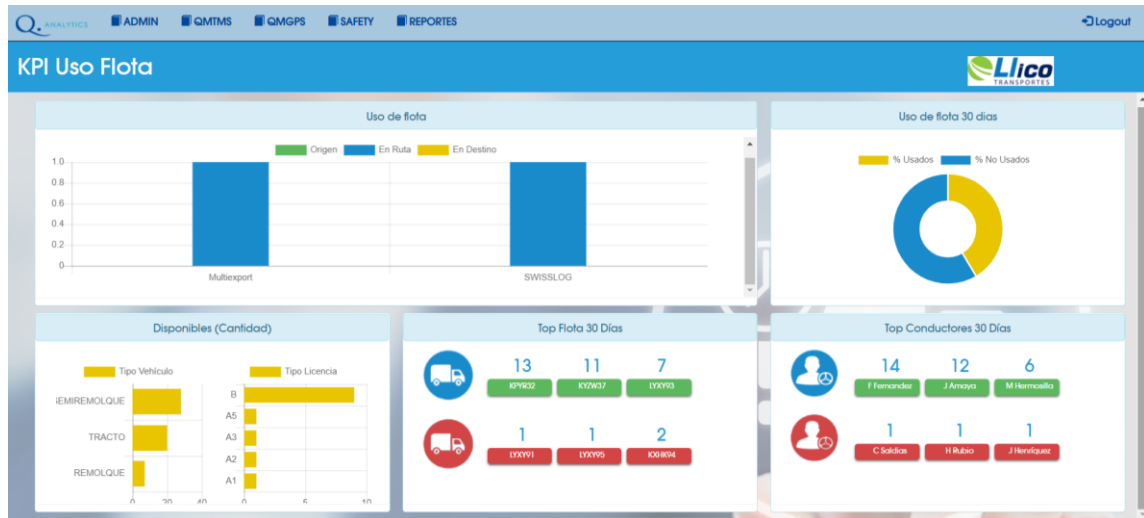 Q. ANALYTICS ADMIN QMTMS QMGPS SAFETY REPORTES Logout
KPI Uso Flota
Llico
TRANSPORTES
Uso de flota
Origen En Ruta En Destino
1.0
0.8
0.6
0.4
0.2
0
Multiexport SWISSLOG
Uso de flota 30 dias
% Usados % No Usados
Disponibles (Cantidad)
Tipo Vehículo
SEMIREMOLQUE
TRACTO
REMOLQUE
0 20 40
Tipo Licencia
B
A5
A3
A2
A1
0 5 10
Top Flota 30 Días
13 11 7
KPYR32 KYZW37 LYXY93
1 1 2
LYXY91 LYXY95 KXHK94
Top Conductores 30 Días
14 12 6
F Fernandez J Amaya M Hermosilla
1 1 1
C Saldias H Rubio J Henríquez